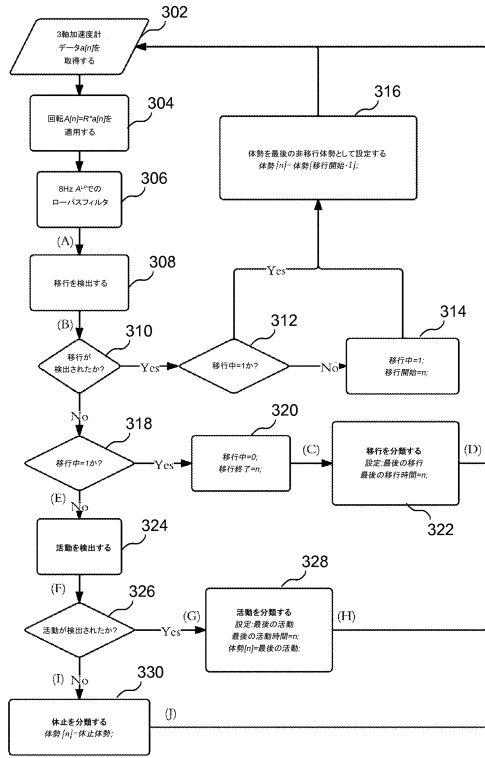 302
3軸加速度計
データa[n]を
取得する
304
回転A[n]=R*a[n]を
適用する
306
8Hz
での
ローパスフィルタ
(A)
308
移行を検出する
(B)
310
移行が
検出されたか?
Yes
312
移行中=1か?
Yes
No
314
移行中=1;
移行開始=n;
316
体勢を最後の非移行体勢として設定する
体勢[n]= 体勢[移行開始-1];
No
318
移行中=1か?
Yes
320
移行中=0;
移行終了=n;
(C)
移行を分類する
設定:最後の移行
最後の移行時間=n;
322
(D)
(E)
No
324
活動を検出する
(F)
326
活動が検出されたか?
(G)
Yes
328
活動を分類する
設定:最後の活動
最後の活動時間=n;
体勢[n]=最後の活動;
(H)
(I)
No
330
休止を分類する
体勢[n]=休止体勢;
(J)